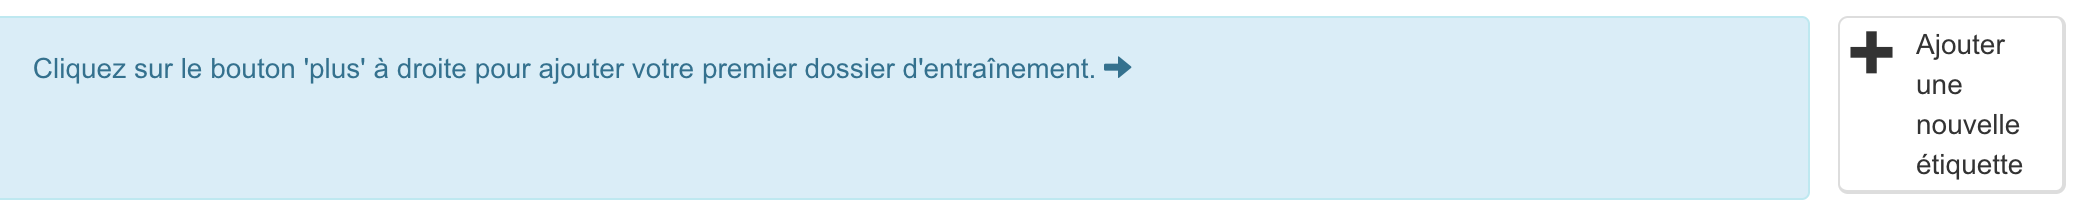 Cliquez sur le bouton 'plus' à droite pour ajouter votre premier dossier d'entraînement.
Ajouter
une
nouvelle
étiquette